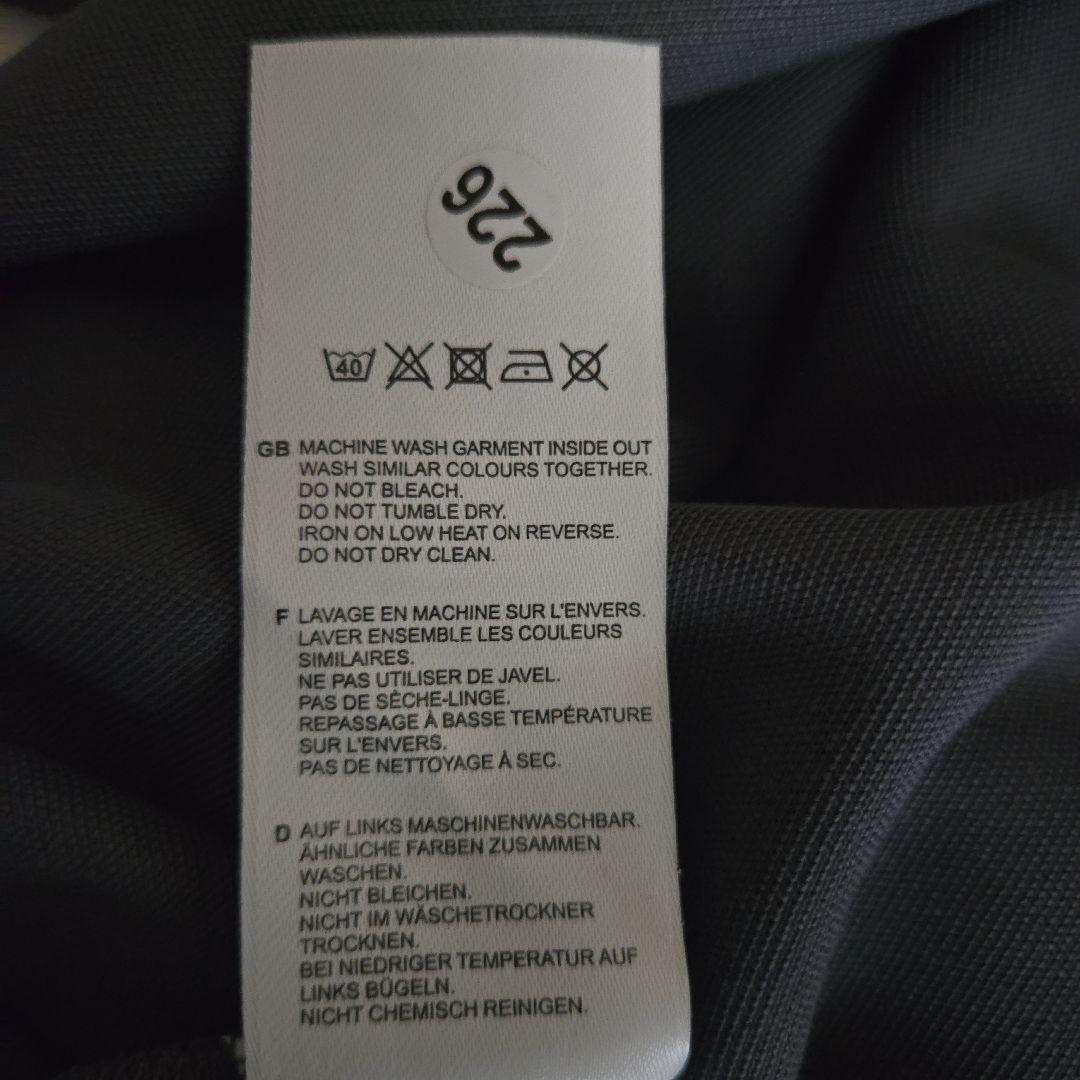 226
40
GB MACHINE WASH GARMENT INSIDE OUT
WASH SIMILAR COLOURS TOGETHER.
DO NOT BLEACH.
DO NOT TUMBLE DRY.
IRON ON LOW HEAT ON REVERSE.
DO NOT DRY CLEAN.
F LAVAGE EN MACHINE SUR L'ENVERS.
LAVER ENSEMBLE LES COULEURS
SIMILAIRES.
NE PAS UTILISER DE JAVEL.
PAS DE SÈCHE-LINGE.
REPASSAGE À BASSE TEMPÉRATURE
SUR L'ENVERS.
PAS DE NETTOYAGE À SEC.
D AUF LINKS MASCHINENWASCHBAR.
ÄHNLICHE FARBEN ZUSAMMEN
WASCHEN.
NICHT BLEICHEN.
NICHT IM WÄSCHETROCKNER
TROCKNEN.
BEI NIEDRIGER TEMPERATUR AUF
LINKS BÜGELN.
NICHT CHEMISCH REINIGEN.